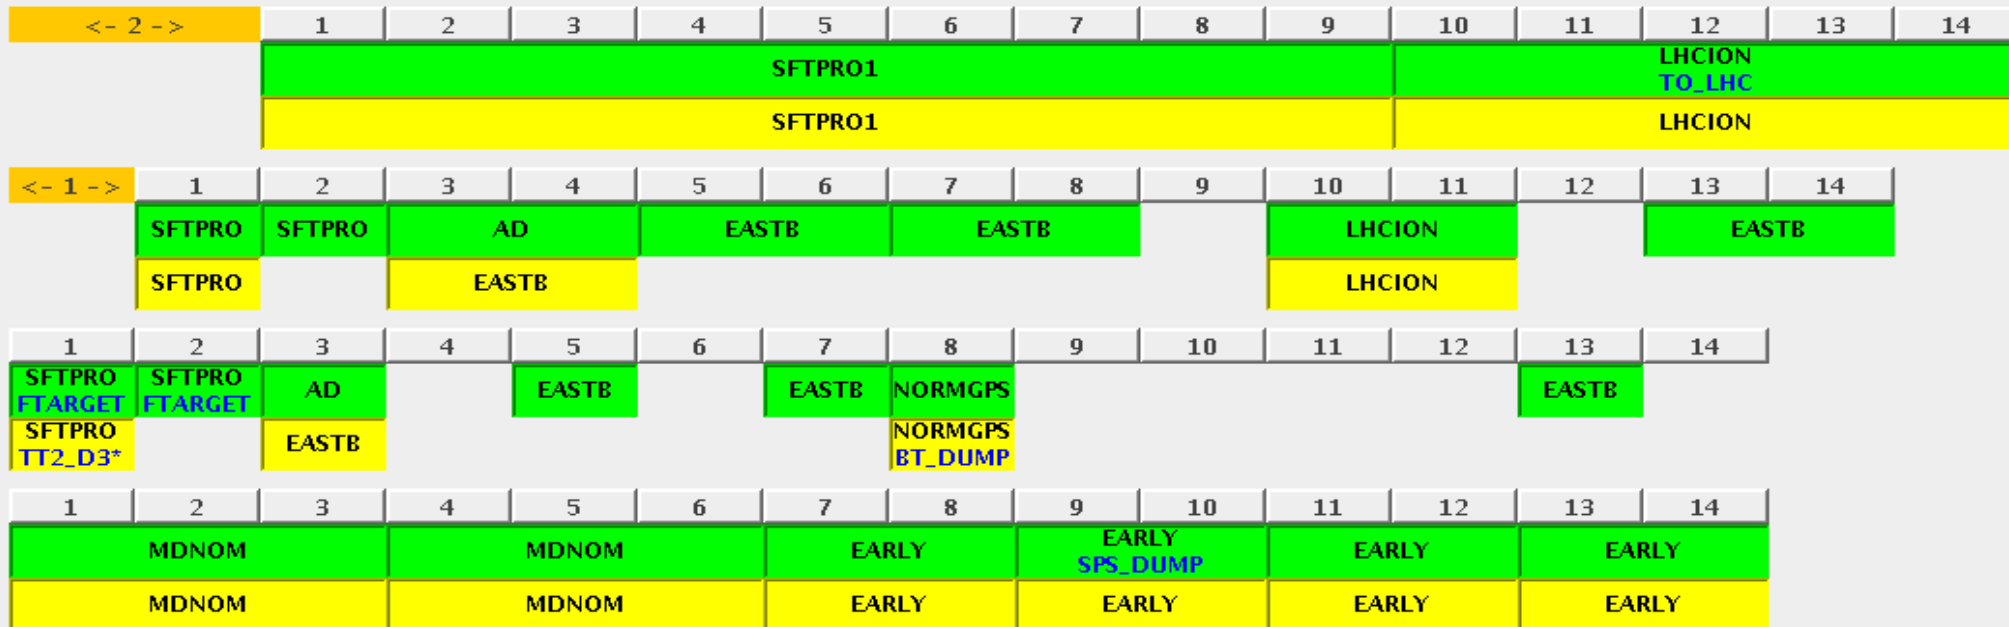 <- 2 -> 1 2 3 4 5 6 7 8 9 10 11 12 13 14
SFTPRO1 LHCION
TO_LHC
SFTPRO1 LHCION
<- 1 -> 1 2 3 4 5 6 7 8 9 10 11 12 13 14
SFTPRO SFTPRO AD EASTB EASTB LHCION EASTB
SFTPRO EASTB LHCION
1 2 3 4 5 6 7 8 9 10 11 12 13 14
SFTPRO SFTPRO AD EASTB EASTB NORMGPS EASTB
FTARGET FTARGET
SFTPRO EASTB NORMGPS
TT2_D3* BT_DUMP
1 2 3 4 5 6 7 8 9 10 11 12 13 14
MDNOM MDNOM EARLY EARLY EARLY EARLY
SPS_DUMP
MDNOM MDNOM EARLY EARLY EARLY EARLY